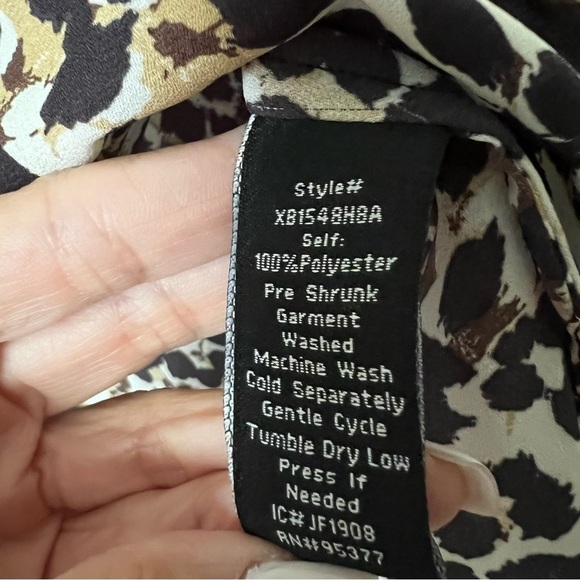 Style#
XB1548H8A
Self:
100%Polyester
Pre Shrunk
Garment
Washed
Machine Wash
Cold Separately
Gentle Cycle
Tumble Dry Low
Press If
Needed
IC# JF1908
RN#95377